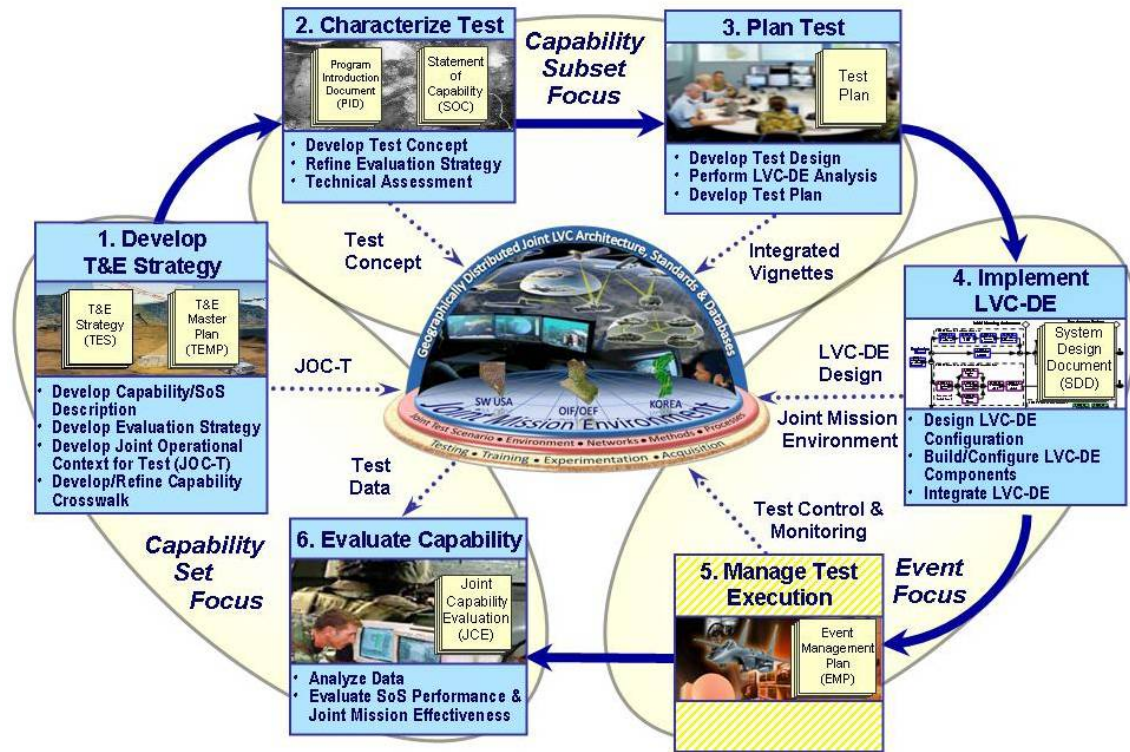 2. Characterize Test
Program
Introduction
Document
(PID)
Statement
of
Capability
(SOC)
• Develop Test Concept
• Refine Evaluation Strategy
• Technical Assessment
Capability
Subset
Focus
3. Plan Test
Test
Plan
• Develop Test Design
• Perform LVC-DE Analysis
• Develop Test Plan
1. Develop
T&E Strategy
T&E
Strategy
(TES)
T&E
Master
Plan
(TEMP)
• Develop Capability/SoS
Description
• Develop Evaluation Strategy
• Develop Joint Operational
Context for Test (JOC-T)
• Develop/Refine Capability
Crosswalk
Test
Concept
Integrated
Vignettes
JOC-T
Geographically Distributed Joint LVC Architecture, Standards & Databases
SW USA
OIF/OEF
KOREA
Joint Mission Environment
Joint Test Scenario • Environment • Networks • Methods • Processes
Testing • Training • Experimentation • Acquisition
LVC-DE
Design
Joint Mission
Environment
4. Implement
LVC-DE
System
Design
Document
(SDD)
• Design LVC-DE
Configuration
• Build/Configure LVC-DE
Components
• Integrate LVC-DE
Test
Data
Test Control &
Monitoring
Capability
Set
Focus
6. Evaluate Capability
Joint
Capability
Evaluation
(JCE)
• Analyze Data
• Evaluate SoS Performance &
Joint Mission Effectiveness
5. Manage Test
Execution
Event
Management
Plan
(EMP)
Event
Focus